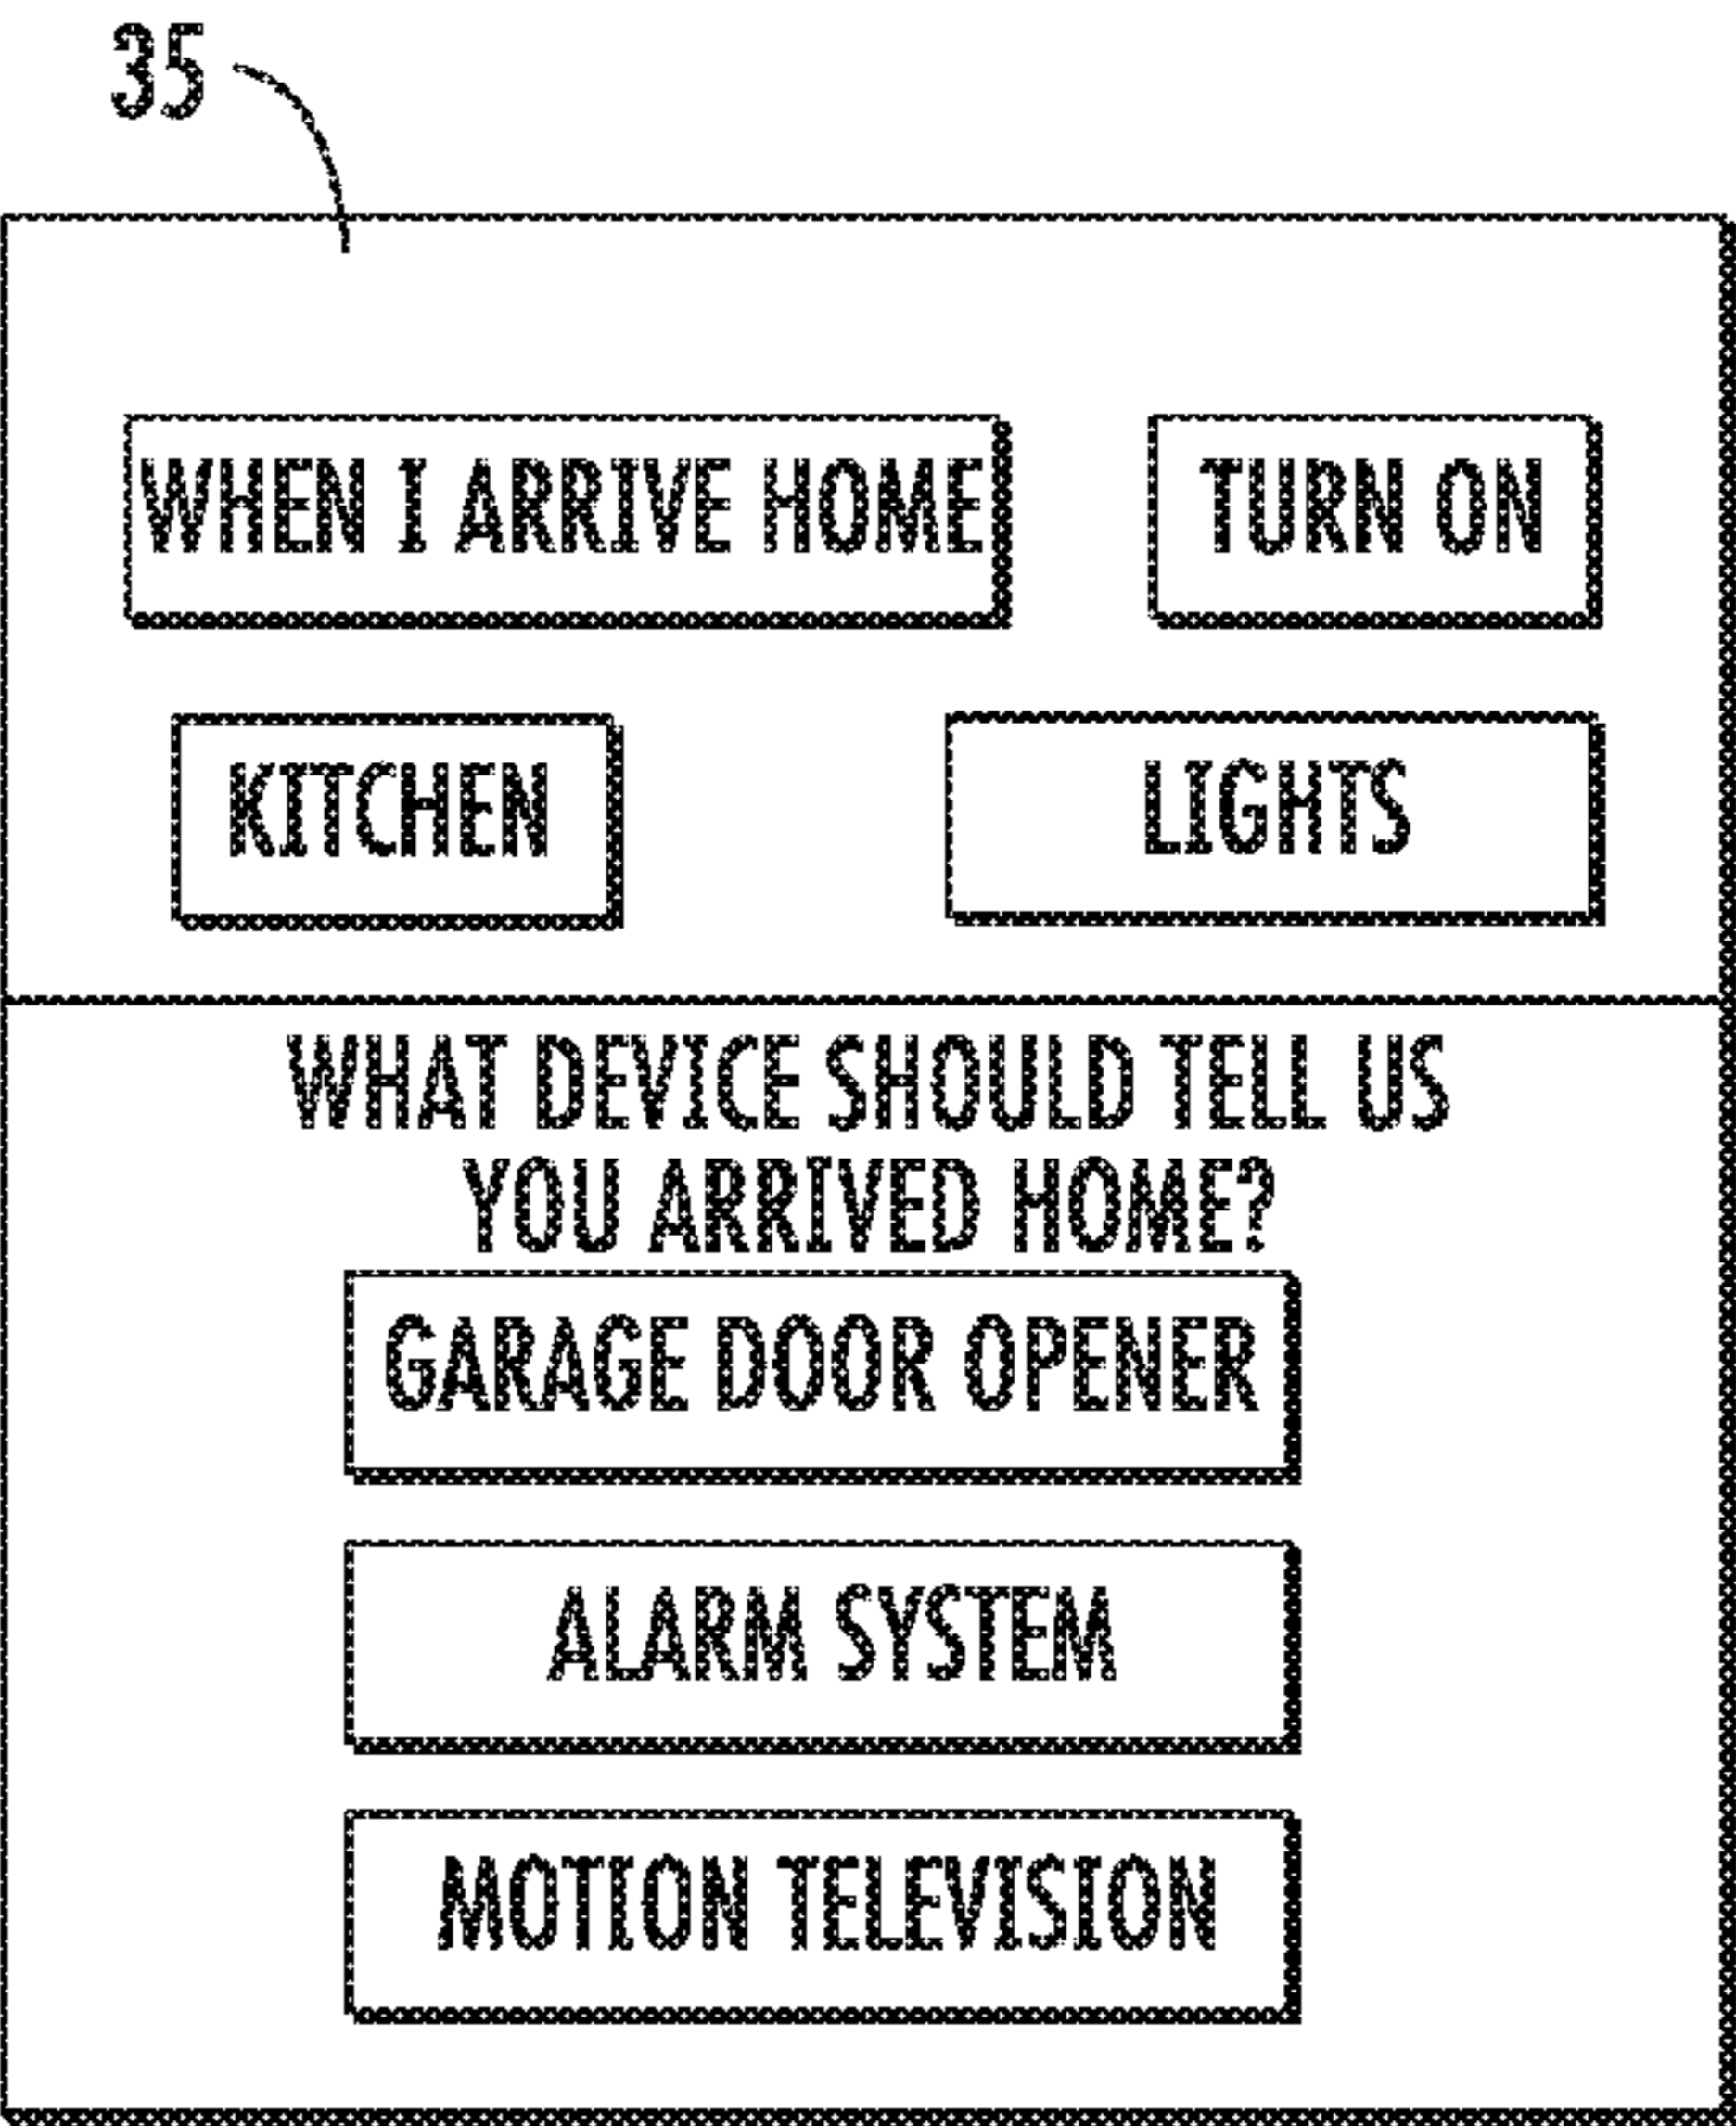 35
WHEN I ARRIVE HOME TURN ON
KITCHEN LIGHTS
WHAT DEVICE SHOULD TELL US
YOU ARRIVED HOME?
GARAGE DOOR OPENER
ALARM SYSTEM
MOTION TELEVISION